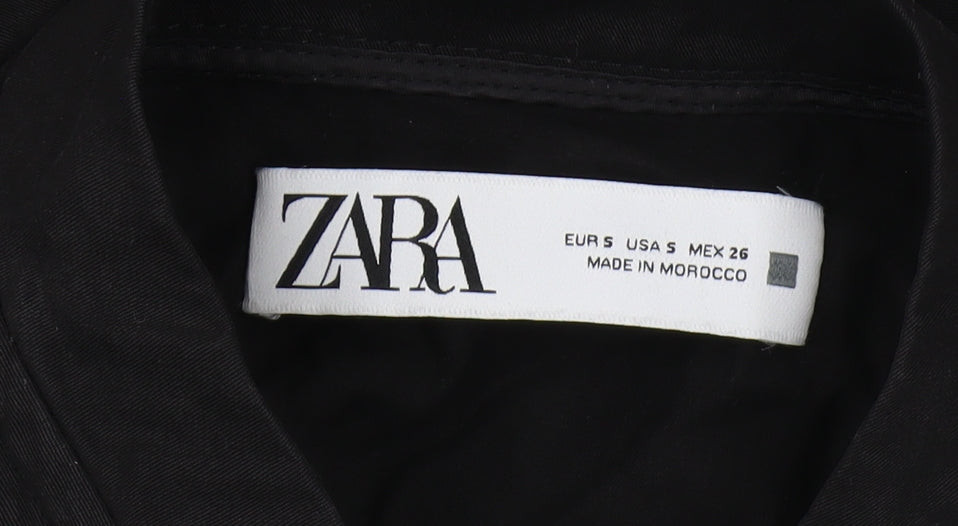 ZARA
EUR S USA S MEX 26
MADE IN MOROCCO